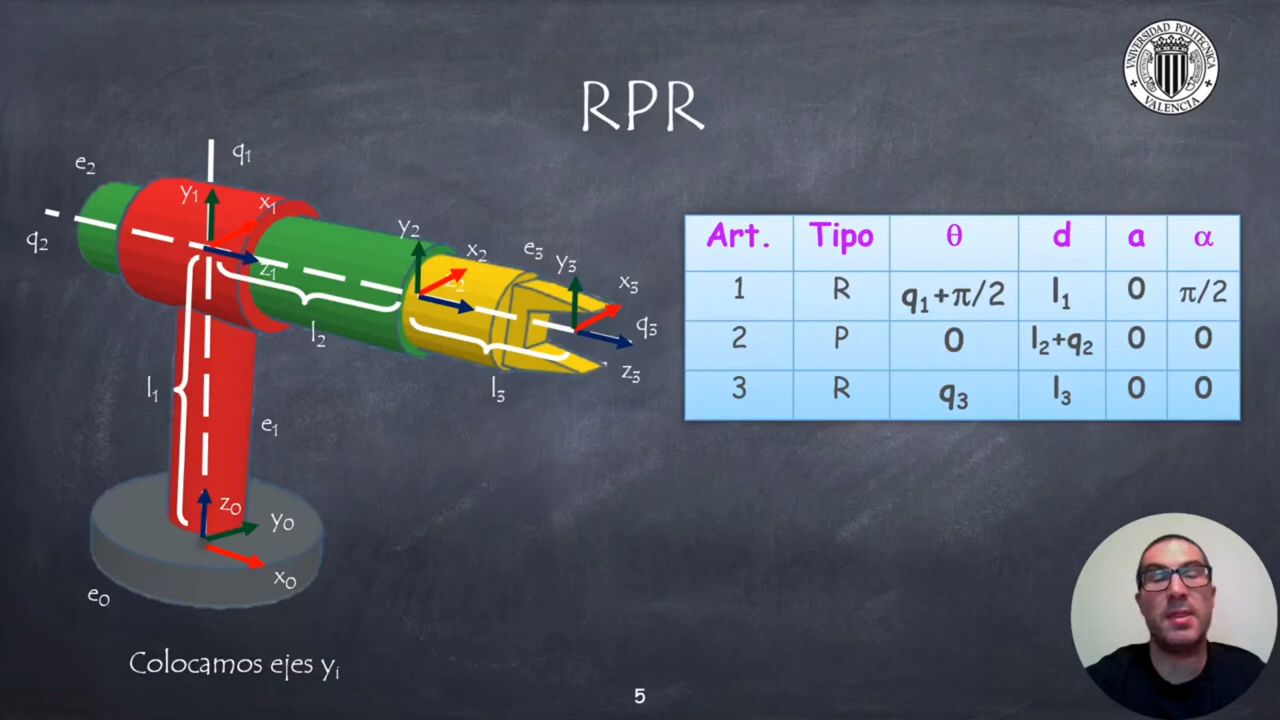 UNIVERSIDAD POLITECNICA
VALENCIA
RPR
e2
q1
y1
x1
q2
z1
l2
y2
x2
z2
e3
y3
x3
q3
z3
l3
l1
e1
z0
y0
x0
e0
Art. Tipo θ d a α
1 R q1+π/2 l1 0 π/2
2 P 0 l2+q2 0 0
3 R q3 l3 0 0
Colocamos ejes yi
5